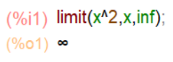 (%i1) limit(x^2,x,inf);
(%o1) ∞